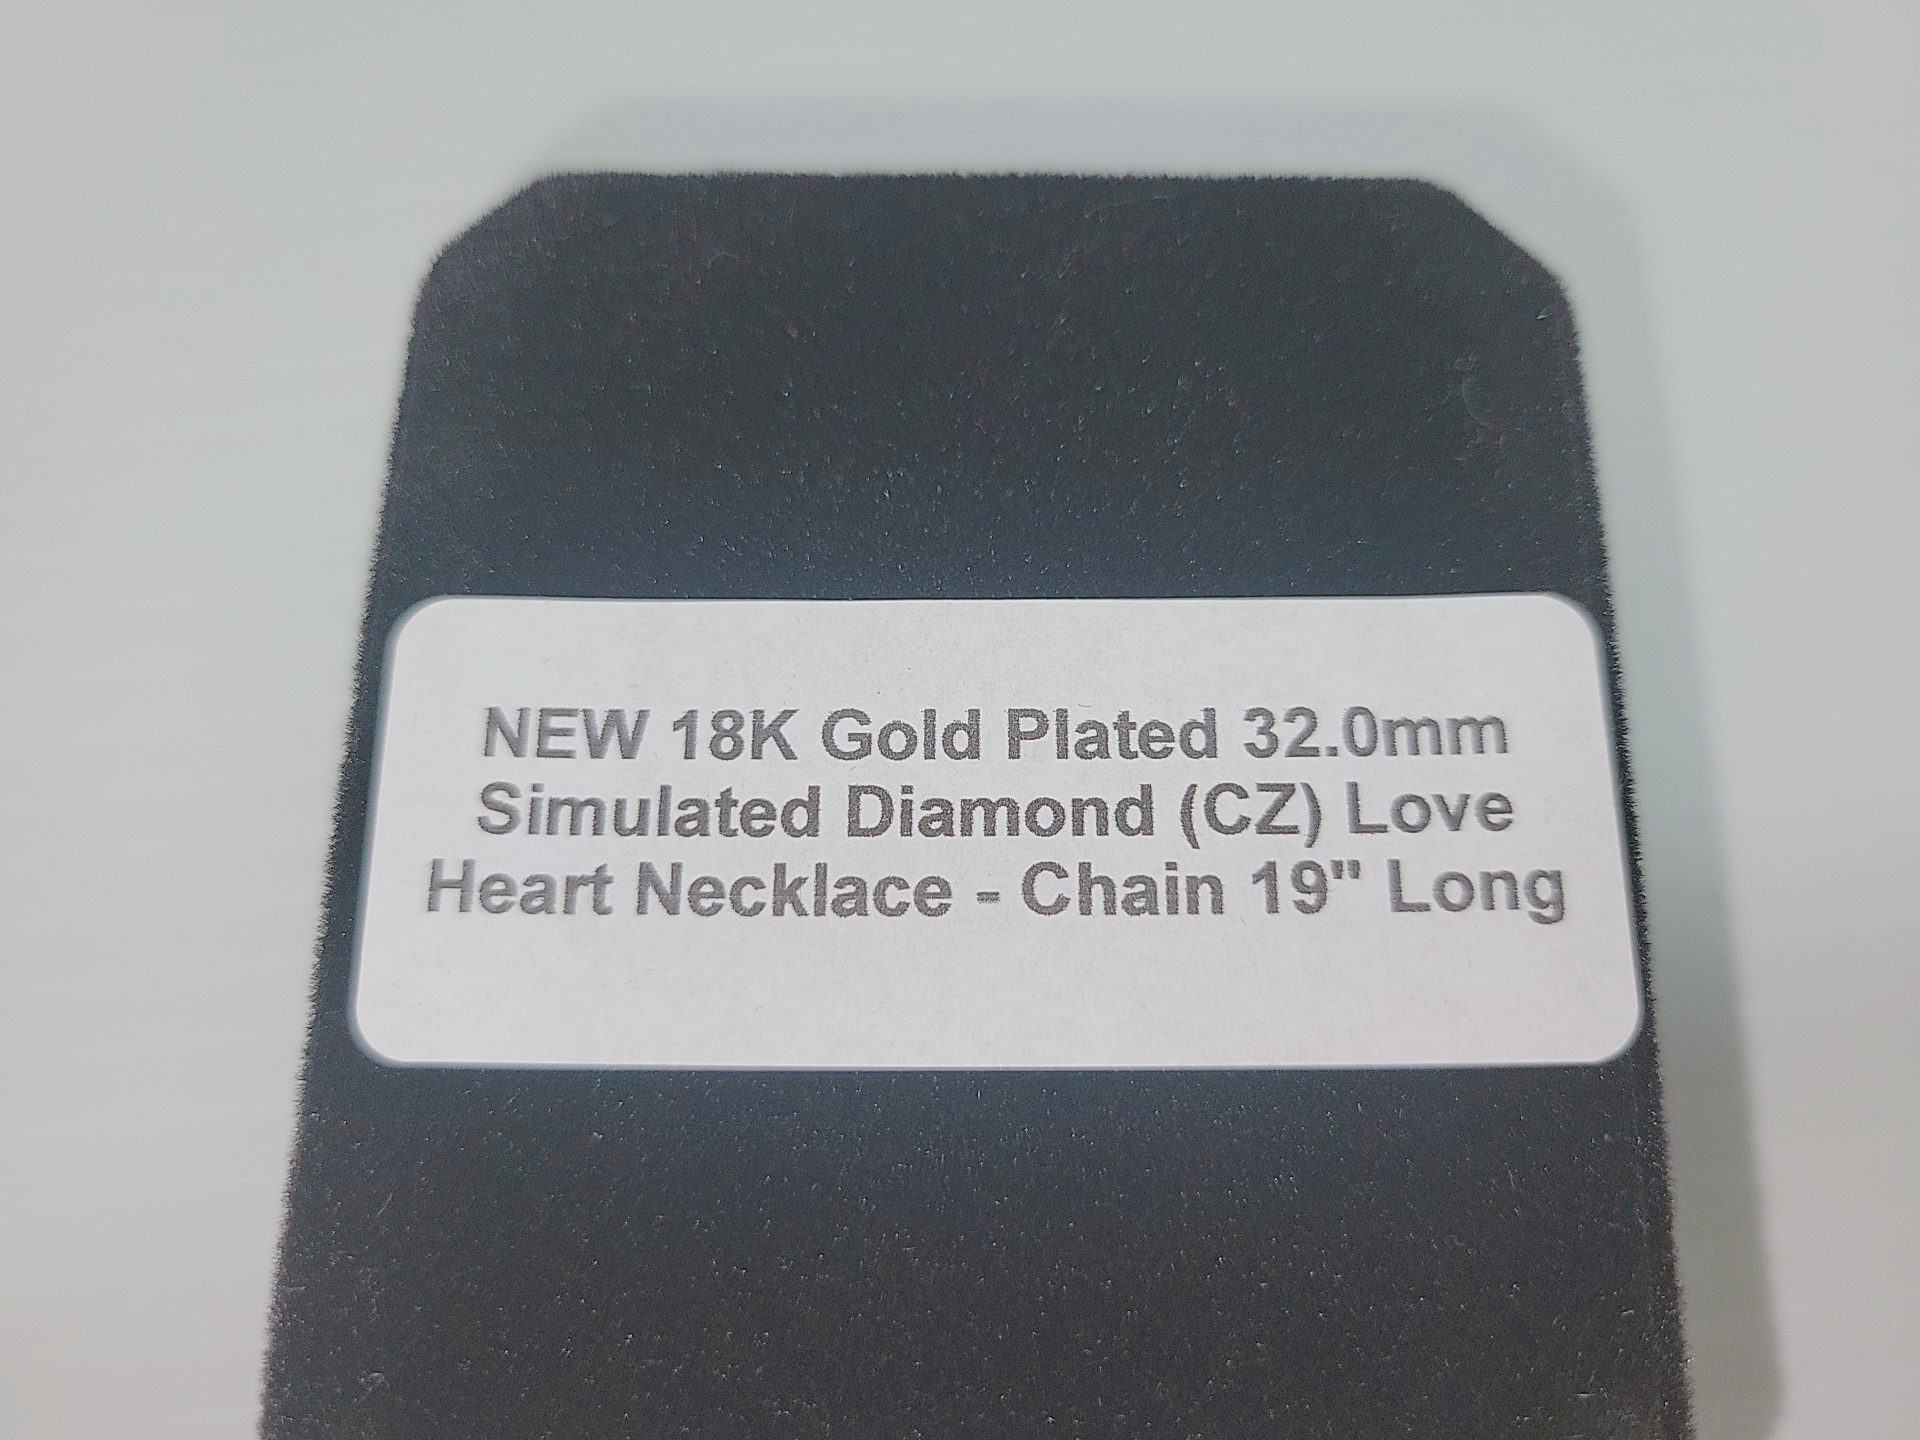 NEW 18K Gold Plated 32.0mm
Simulated Diamond (CZ) Love
Heart Necklace - Chain 19" Long